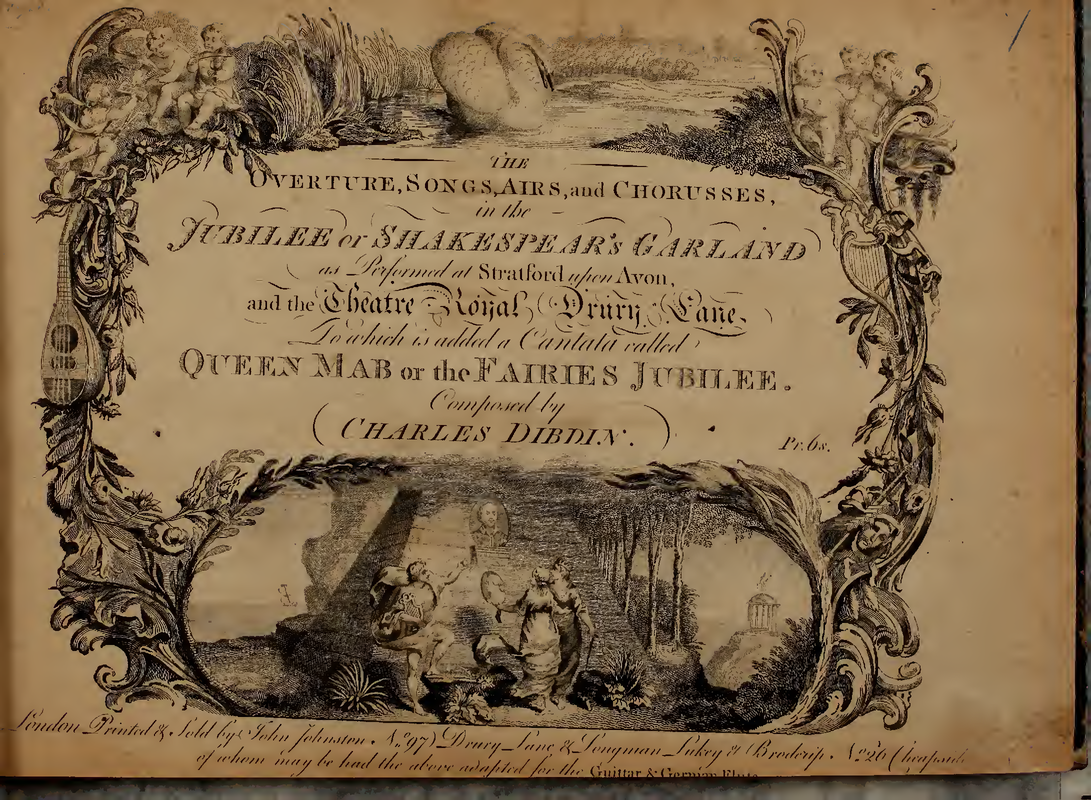 THE
OVERTURE, SONGS, AIRS, and CHORUSSES,
in the
JUBILEE or SHAKESPEAR's GARLAND
as Performed at Stratford upon Avon,
and the Theatre Royal Drury Lane.
To which is added a Cantata called
QUEEN MAB or the FAIRIES JUBILEE.
Composed by
(CHARLES DIBDIN.)
Pr. 6s.
London Printed & Sold by John Johnston No. 97 Drury Lane & Longman Lukey & Broderip No. 26 Cheapside
of whom may be had the above adapted for the Guittar & German Flute